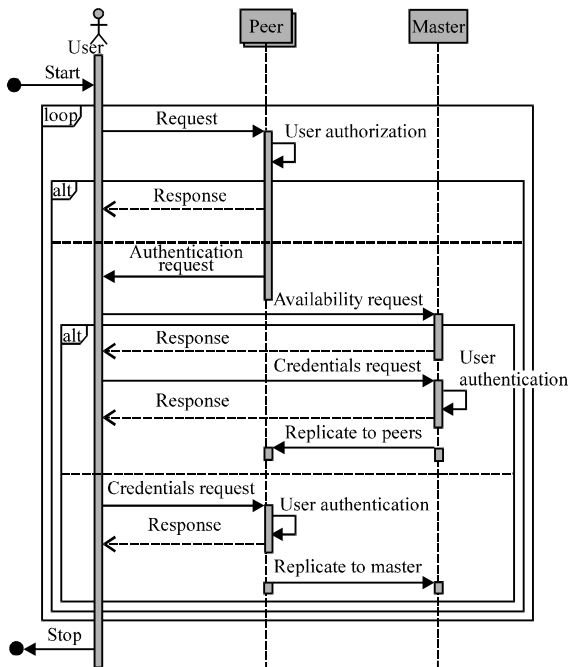 User
Peer
Master
Start
loop
Request
User authorization
alt
Response
Authentication
request
Availability request
alt
Response
User
authentication
Credentials request
Response
Replicate to peers
Credentials request
User authentication
Response
Replicate to master
Stop